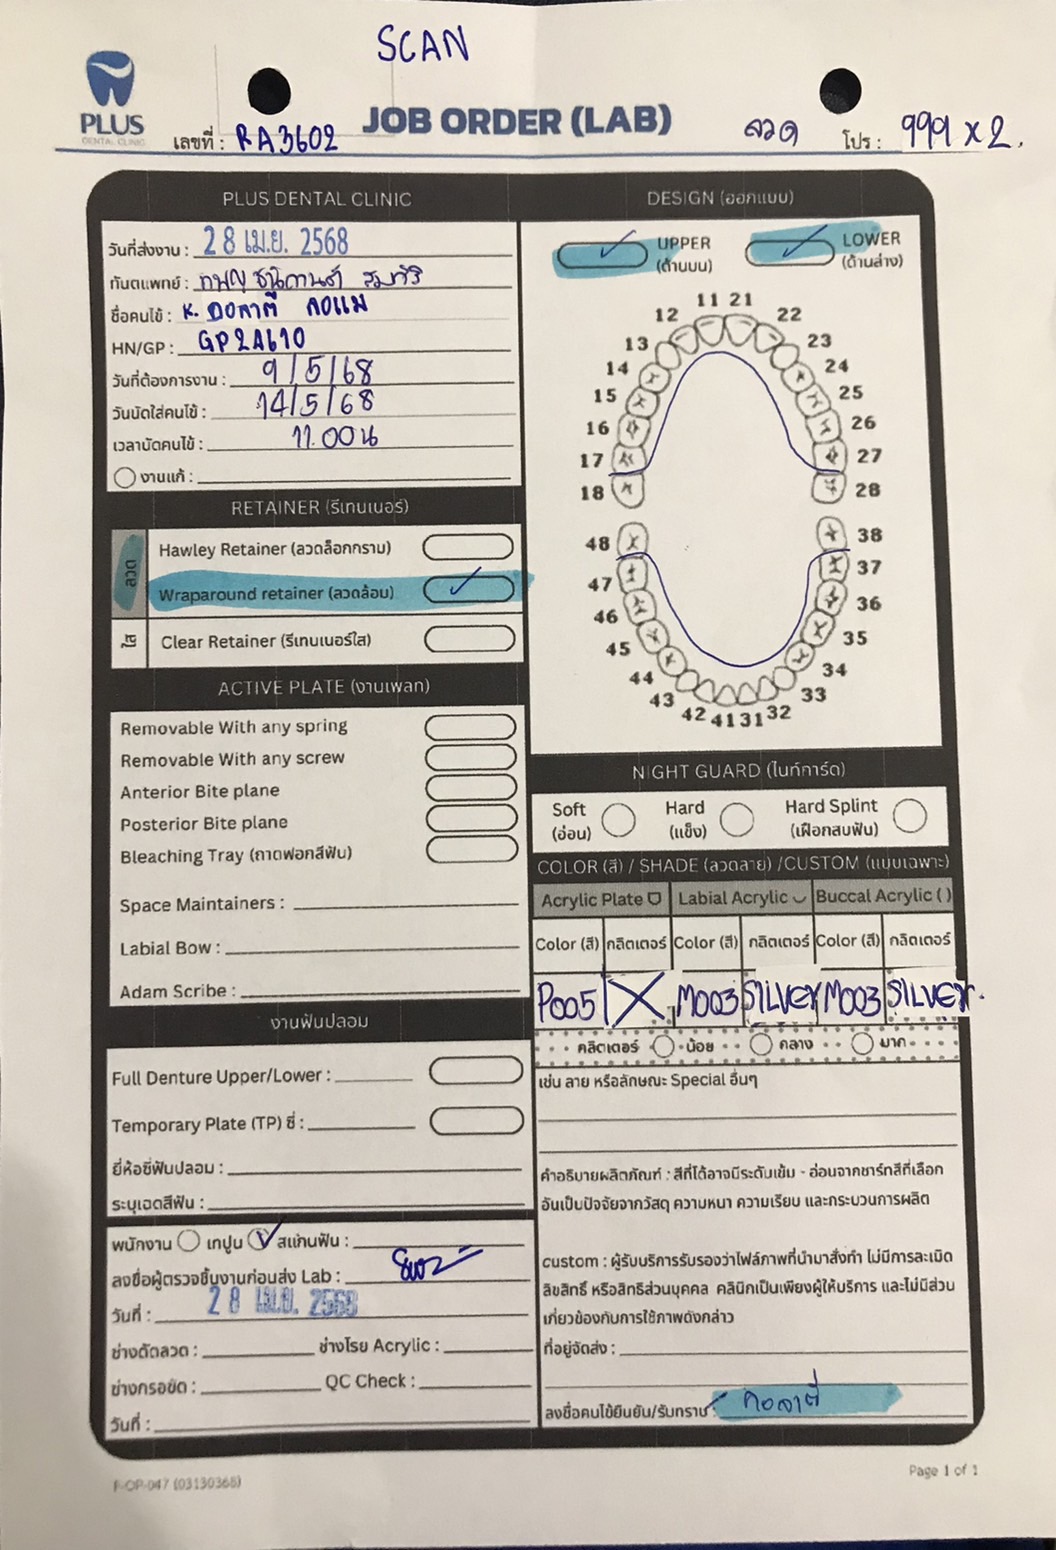 SCAN
PLUS
DENTAL CLINIC
เลขที่ : RA3602
JOB ORDER (LAB)
ลวด
โปร : 999 x 2.
PLUS DENTAL CLINIC
วันที่ส่งงาน : 28 เม.ย. 2568
ทันตแพทย์ : ทพญ
ชื่อคนไข้ : K. ดอลาตี กอแม
HN/GP : GP2A610
วันที่ต้องการงาน : 9/5/68
วันนัดใส่คนไข้ : 14/5/68
เวลานัดคนไข้ : 11.00 น
งานแก้ :
RETAINER (รีเทนเนอร์)
ลวด
Hawley Retainer (ลวดล็อกกราม)
Wraparound retainer (ลวดล้อม)
ใส
Clear Retainer (รีเทนเนอร์ใส)
ACTIVE PLATE (งานเพลท)
Removable With any spring
Removable With any screw
Anterior Bite plane
Posterior Bite plane
Bleaching Tray (ถาดฟอกสีฟัน)
Space Maintainers :
Labial Bow :
Adam Scribe :
งานฟันปลอม
Full Denture Upper/Lower :
Temporary Plate (TP) ซี่ :
ยี่ห้อซี่ฟันปลอม :
ระบุเฉดสีฟัน :
พนักงาน เทปูน สแกนฟัน :
ลงชื่อผู้ตรวจชิ้นงานก่อนส่ง Lab :
วันที่ : 28 เม.ย. 2568
ช่างดัดลวด : ช่างโรย Acrylic :
ช่างกรอขัด : QC Check :
วันที่ :
DESIGN (ออกแบบ)
UPPER
(ด้านบน)
LOWER
(ด้านล่าง)
11 21
12 22
13 23
14 24
15 25
16 26
17 27
18 28
48 38
47 37
46 36
45 35
44 34
43 33
42 41 31 32
NIGHT GUARD (ไนท์การ์ด)
Soft
(อ่อน)
Hard
(แข็ง)
Hard Splint
(เฝือกสบฟัน)
COLOR (สี) / SHADE (ลวดลาย) /CUSTOM (แบบเฉพาะ)
Acrylic Plate Labial Acrylic Buccal Acrylic ( )
Color (สี) กลิตเตอร์ Color (สี) กลิตเตอร์ Color (สี) กลิตเตอร์
P005 X M003 SILVER M003 SILVER.
กลิตเตอร์ น้อย กลาง มาก
เช่น ลาย หรือลักษณะ Special อื่นๆ
คำอธิบายผลิตภัณฑ์ : สีที่ได้อาจมีระดับเข้ม - อ่อนจากชาร์ทสีที่เลือก
อันเป็นปัจจัยจากวัสดุ ความหนา ความเรียบ และกระบวนการผลิต
custom : ผู้รับบริการรับรองว่าไฟล์ภาพที่นำมาสั่งทำ ไม่มีการละเมิด
ลิขสิทธิ์ หรือสิทธิส่วนบุคคล คลินิกเป็นเพียงผู้ให้บริการ และไม่มีส่วน
เกี่ยวข้องกับการใช้ภาพดังกล่าว
ที่อยู่จัดส่ง :
ลงชื่อคนไข้ยืนยัน/รับทราบ : ดอลาตี
F-OP-047 (03130368)
Page 1 of 1